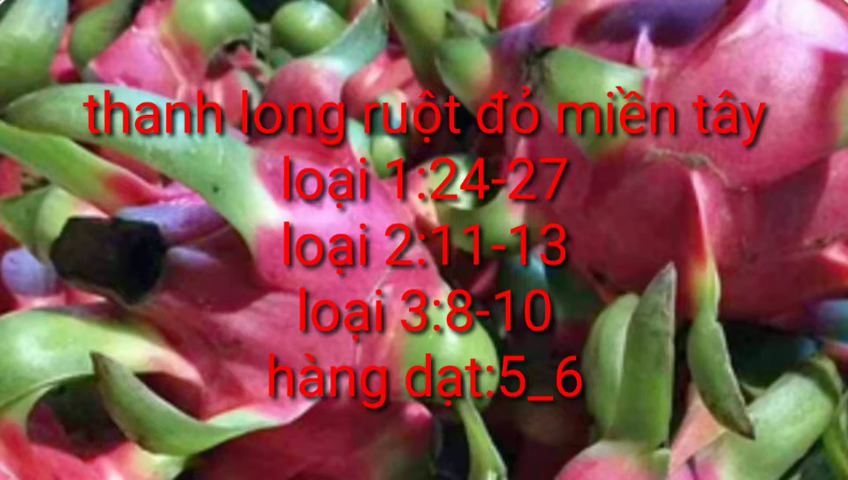 thanh long ruột đỏ miền tây
loại 1:24-27
loại 2:11-13
loại 3:8-10
hàng dạt:5_6